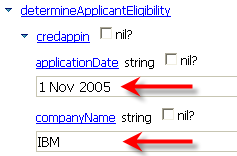 determineApplicantEligibility
credappin nil?
applicationDate string nil?
1 Nov 2005
companyName string nil?
IBM